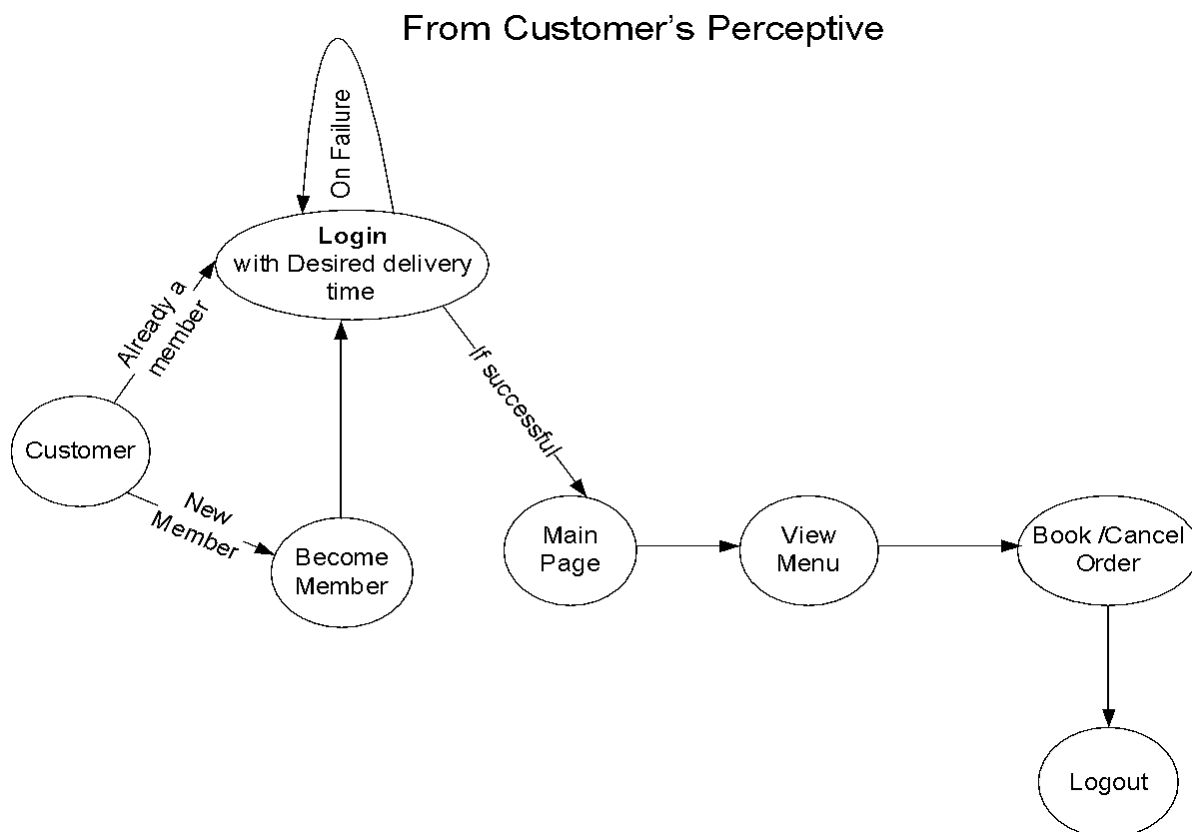 From Customer's Perceptive
On Failure
Login
with Desired delivery
time
Already a
member
If successful
Customer
New
Member
Become
Member
Main
Page
View
Menu
Book /Cancel
Order
Logout